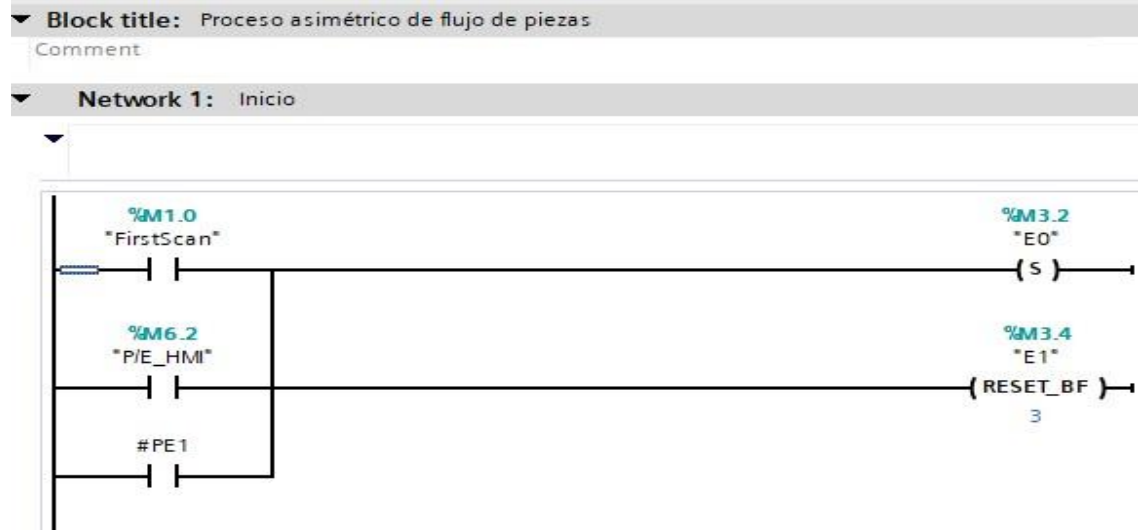 Block title: Proceso asimétrico de flujo de piezas
Comment
Network 1: Inicio
%M1.0 %M3.2
"FirstScan" "E0"
( S )
%M6.2 %M3.4
"P/E_HMI" "E1"
( RESET_BF )
3
#PE1